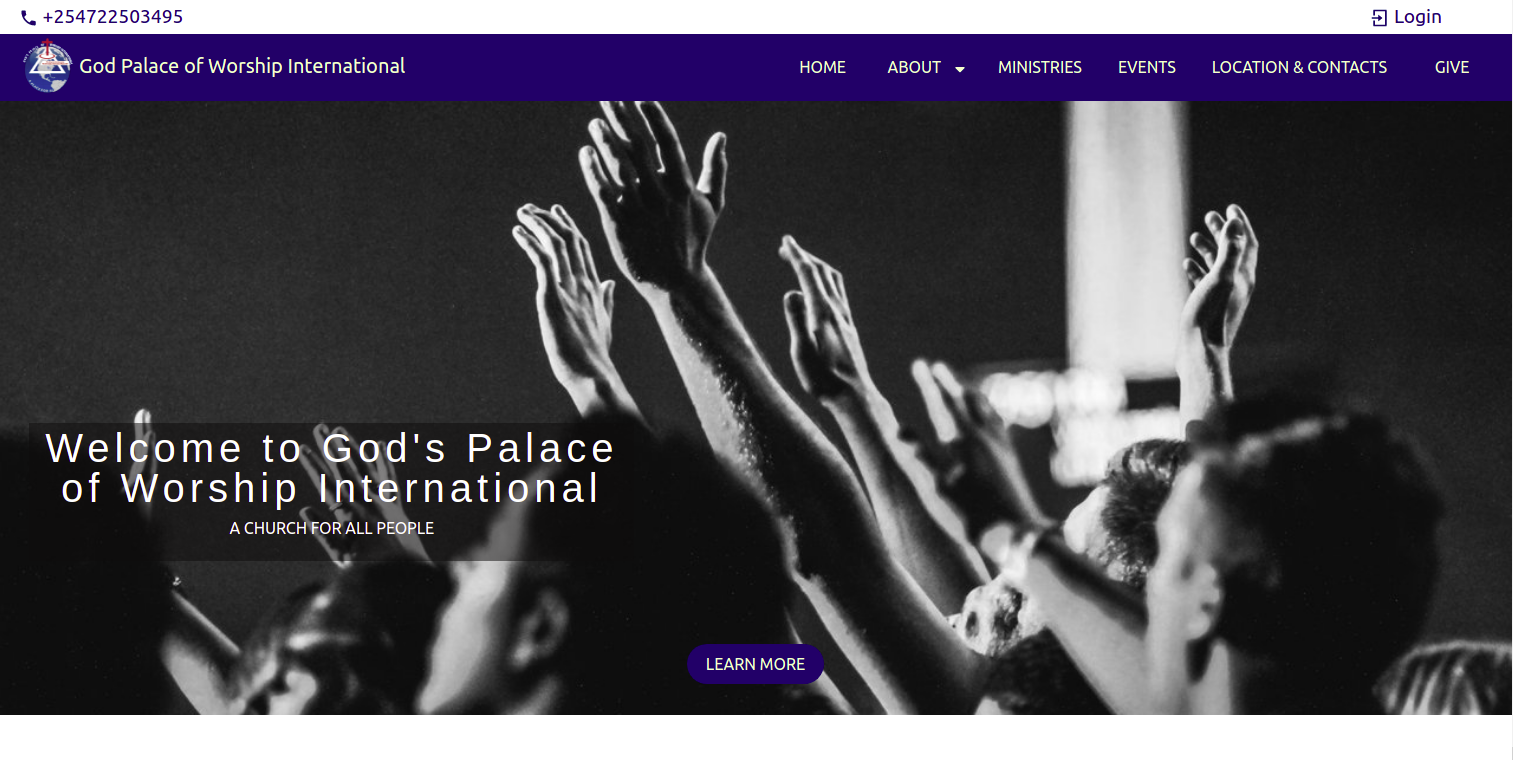 +254722503495
Login
God Palace of Worship International
HOME
ABOUT
MINISTRIES
EVENTS
LOCATION & CONTACTS
GIVE
Welcome to God's Palace
of Worship International
A CHURCH FOR ALL PEOPLE
LEARN MORE